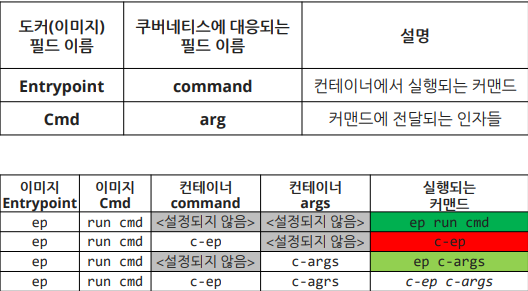 도커(이미지) 쿠버네티스에 대응되는 설명
필드 이름 필드 이름
Entrypoint command 컨테이너에서 실행되는 커맨드
Cmd arg 커맨드에 전달되는 인자들
이미지 이미지 컨테이너 컨테이너 실행되는
Entrypoint Cmd command args 커맨드
ep run cmd <설정되지 않음> <설정되지 않음> ep run cmd
ep run cmd c-ep <설정되지 않음> c-ep
ep run cmd <설정되지 않음> c-args ep c-args
ep run cmd c-ep c-agrs c-ep c-args